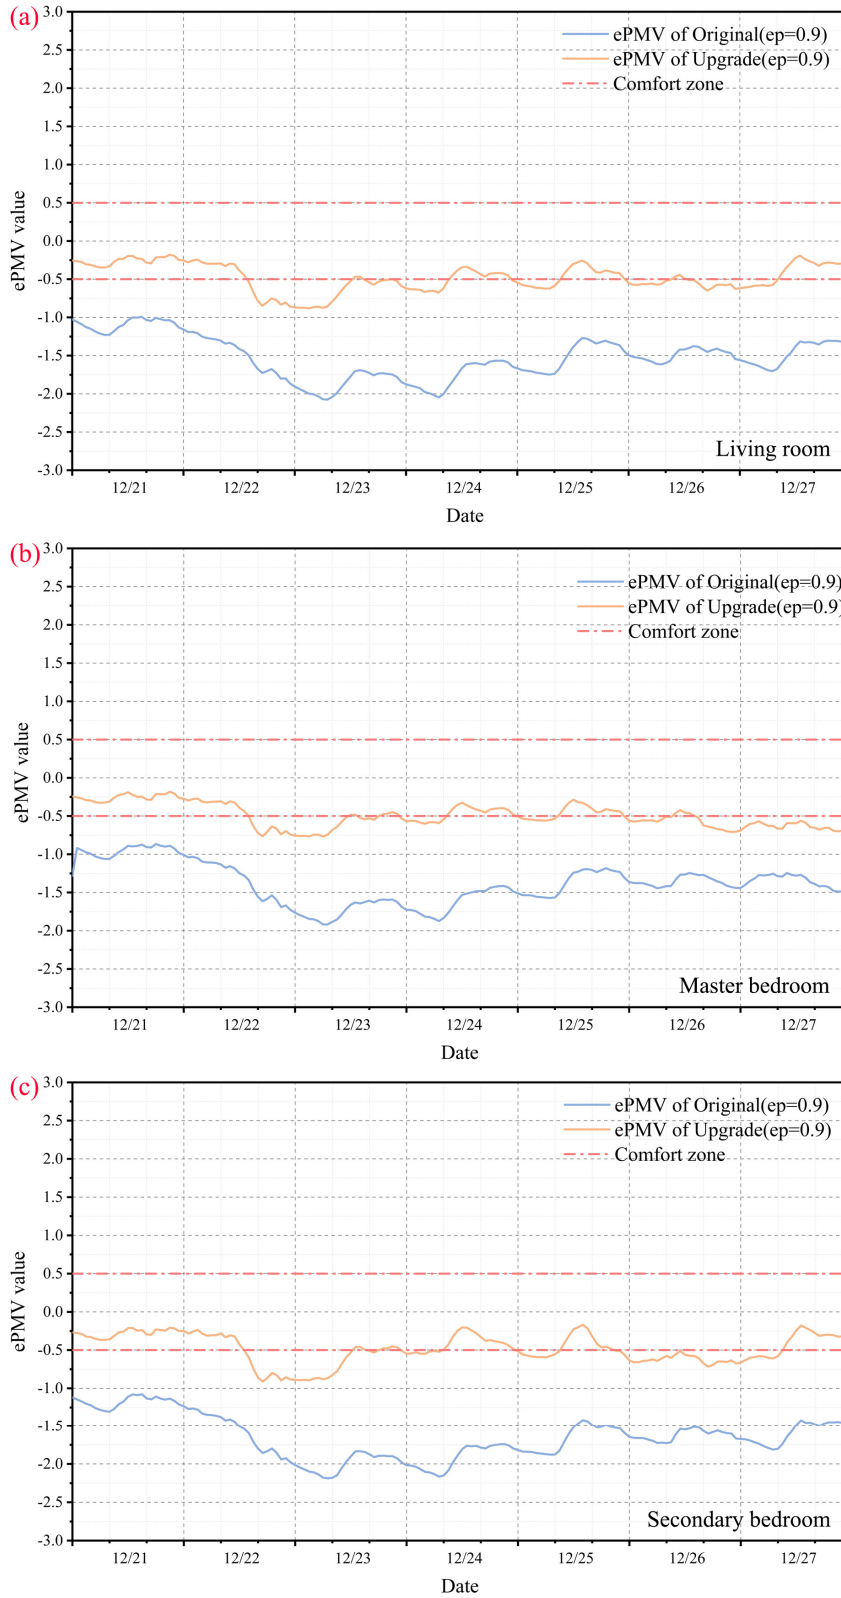 (a)
3.0
2.5
2.0
1.5
1.0
0.5
0.0
-0.5
-1.0
-1.5
-2.0
-2.5
-3.0
ePMV value
ePMV of Original(ep=0.9)
ePMV of Upgrade(ep=0.9)
Comfort zone
Living room
12/21 12/22 12/23 12/24 12/25 12/26 12/27
Date
(b)
3.0
2.5
2.0
1.5
1.0
0.5
0.0
-0.5
-1.0
-1.5
-2.0
-2.5
-3.0
ePMV value
ePMV of Original(ep=0.9)
ePMV of Upgrade(ep=0.9)
Comfort zone
Master bedroom
12/21 12/22 12/23 12/24 12/25 12/26 12/27
Date
(c)
3.0
2.5
2.0
1.5
1.0
0.5
0.0
-0.5
-1.0
-1.5
-2.0
-2.5
-3.0
ePMV value
ePMV of Original(ep=0.9)
ePMV of Upgrade(ep=0.9)
Comfort zone
Secondary bedroom
12/21 12/22 12/23 12/24 12/25 12/26 12/27
Date